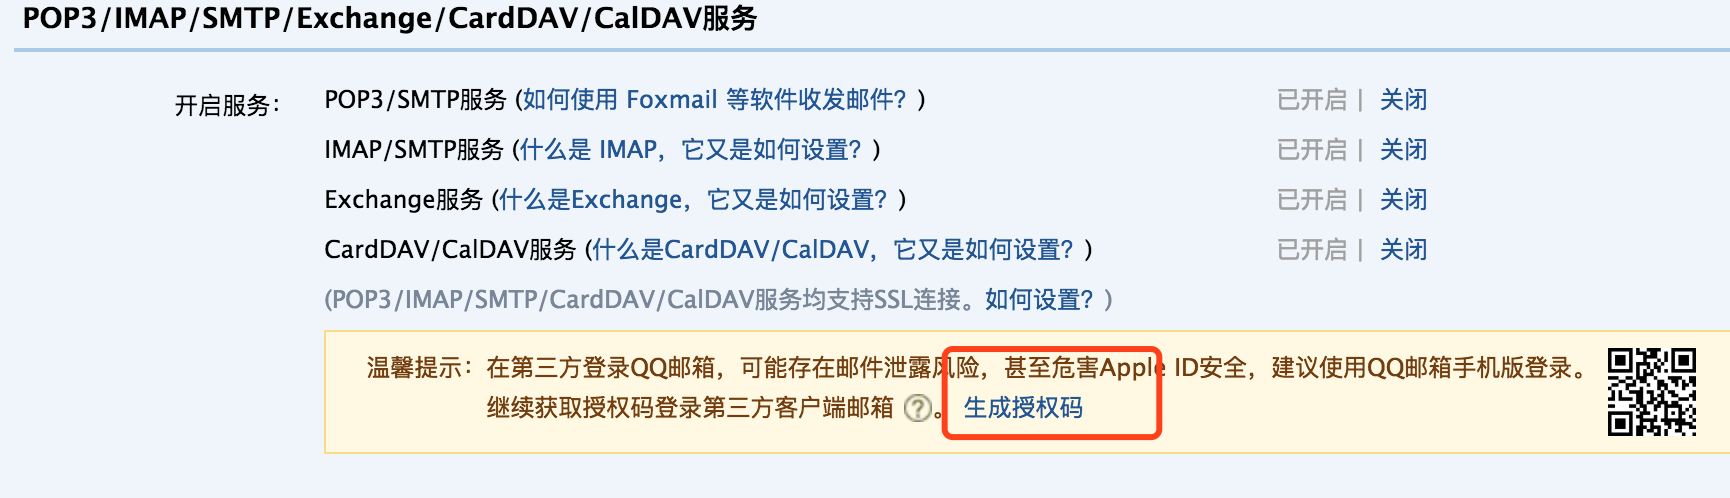 POP3/IMAP/SMTP/Exchange/CardDAV/CalDAV服务
开启服务： POP3/SMTP服务 (如何使用 Foxmail 等软件收发邮件？) 已开启 | 关闭
IMAP/SMTP服务 (什么是 IMAP，它又是如何设置？) 已开启 | 关闭
Exchange服务 (什么是Exchange，它又是如何设置？) 已开启 | 关闭
CardDAV/CalDAV服务 (什么是CardDAV/CalDAV，它又是如何设置？) 已开启 | 关闭
(POP3/IMAP/SMTP/CardDAV/CalDAV服务均支持SSL连接。如何设置？)
温馨提示：在第三方登录QQ邮箱，可能存在邮件泄露风险，甚至危害Apple ID安全，建议使用QQ邮箱手机版登录。
继续获取授权码登录第三方客户端邮箱 ?。 生成授权码